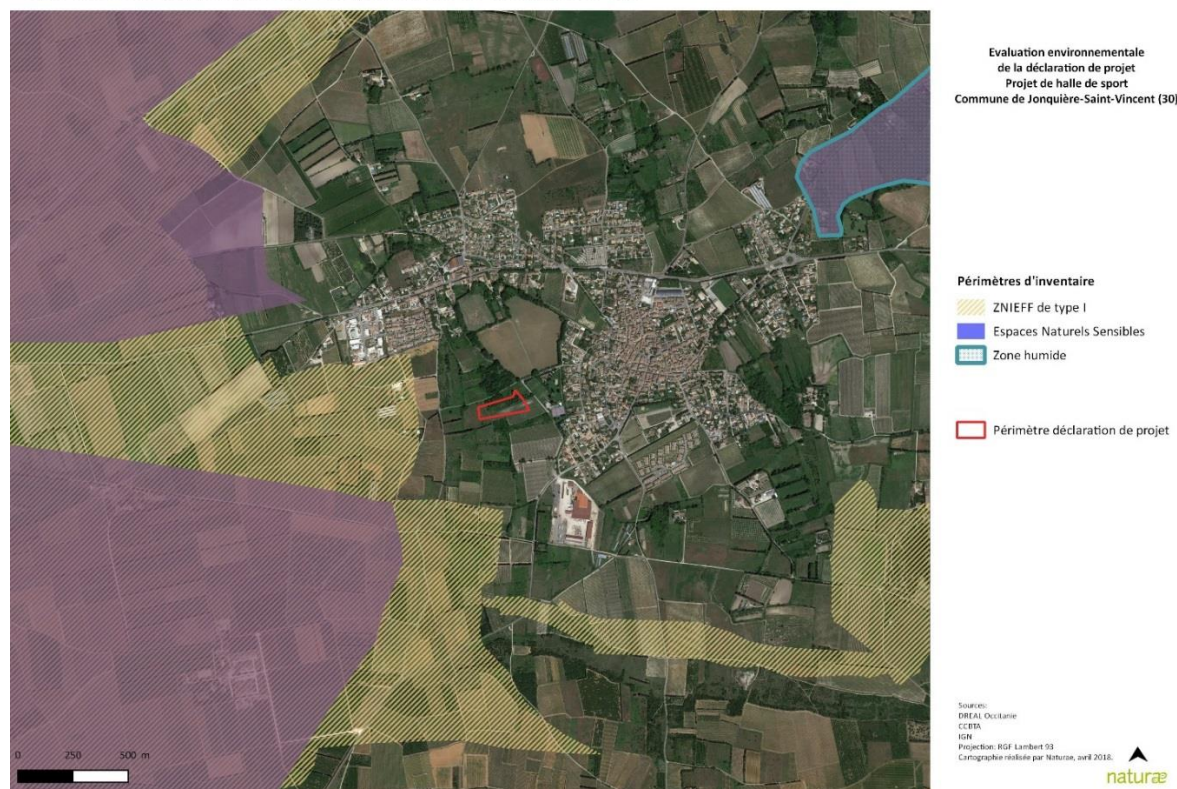 Evaluation environnementale
de la déclaration de projet
Projet de halle de sport
Commune de Jonquière-Saint-Vincent (30)
Périmètres d'inventaire
ZNIEFF de type I
Espaces Naturels Sensibles
Zone humide
Périmètre déclaration de projet
0 250 500 m
Sources:
DREAL Occitanie
CCBTA
IGN
Projection: RGF Lambert 93
Cartographie réalisée par Naturae, avril 2018.
naturæ